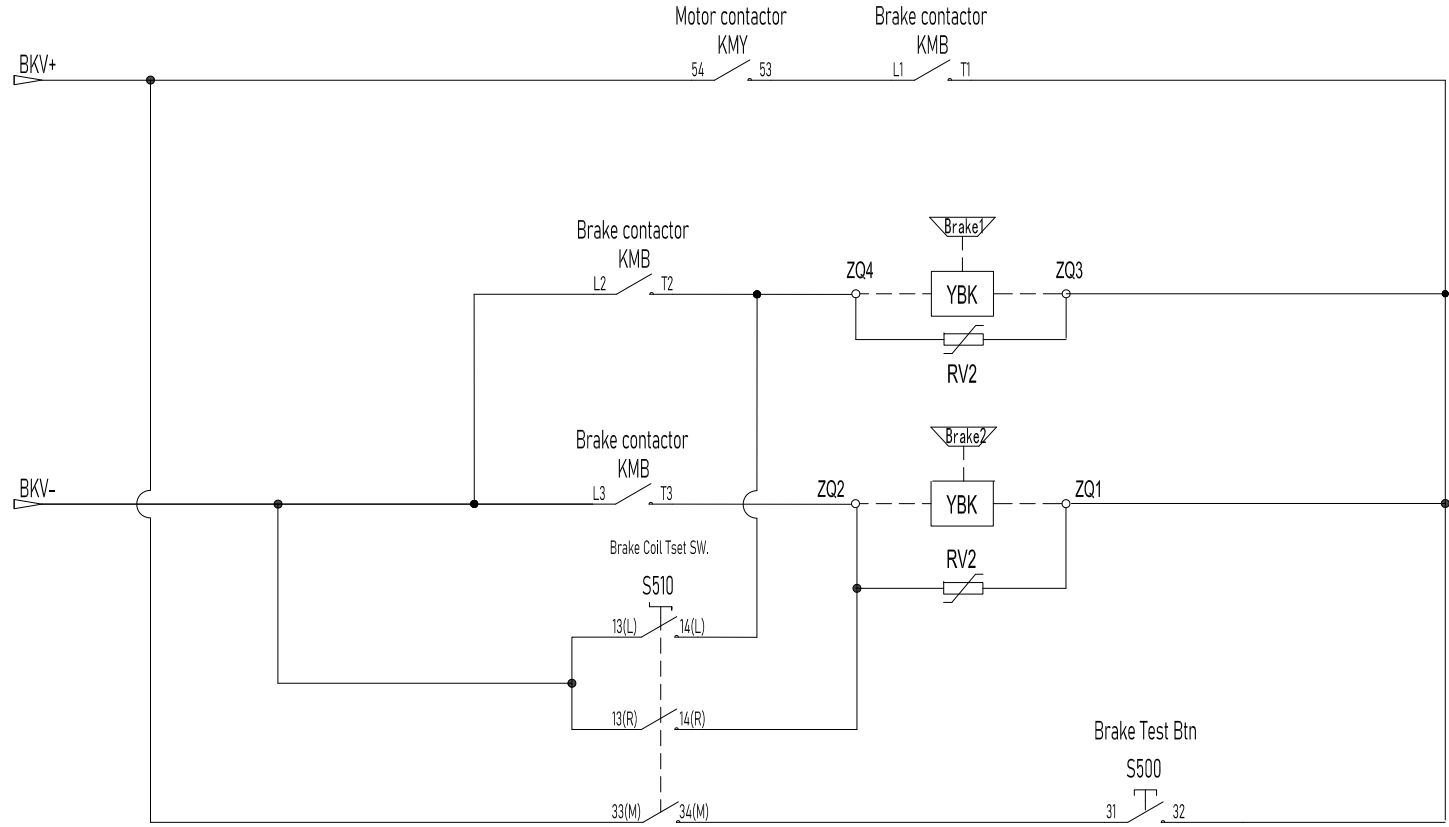 Motor contactor
KMY
Brake contactor
KMB
BKV+
54
53
L1
T1
Brake contactor
KMB
L2
T2
Brake1
ZQ4
YBK
ZQ3
RV2
Brake contactor
KMB
BKV-
L3
T3
Brake2
ZQ2
YBK
ZQ1
RV2
Brake Coil Tset SW.
S510
13(L)
14(L)
13(R)
14(R)
Brake Test Btn
S500
33(M)
34(M)
31
32